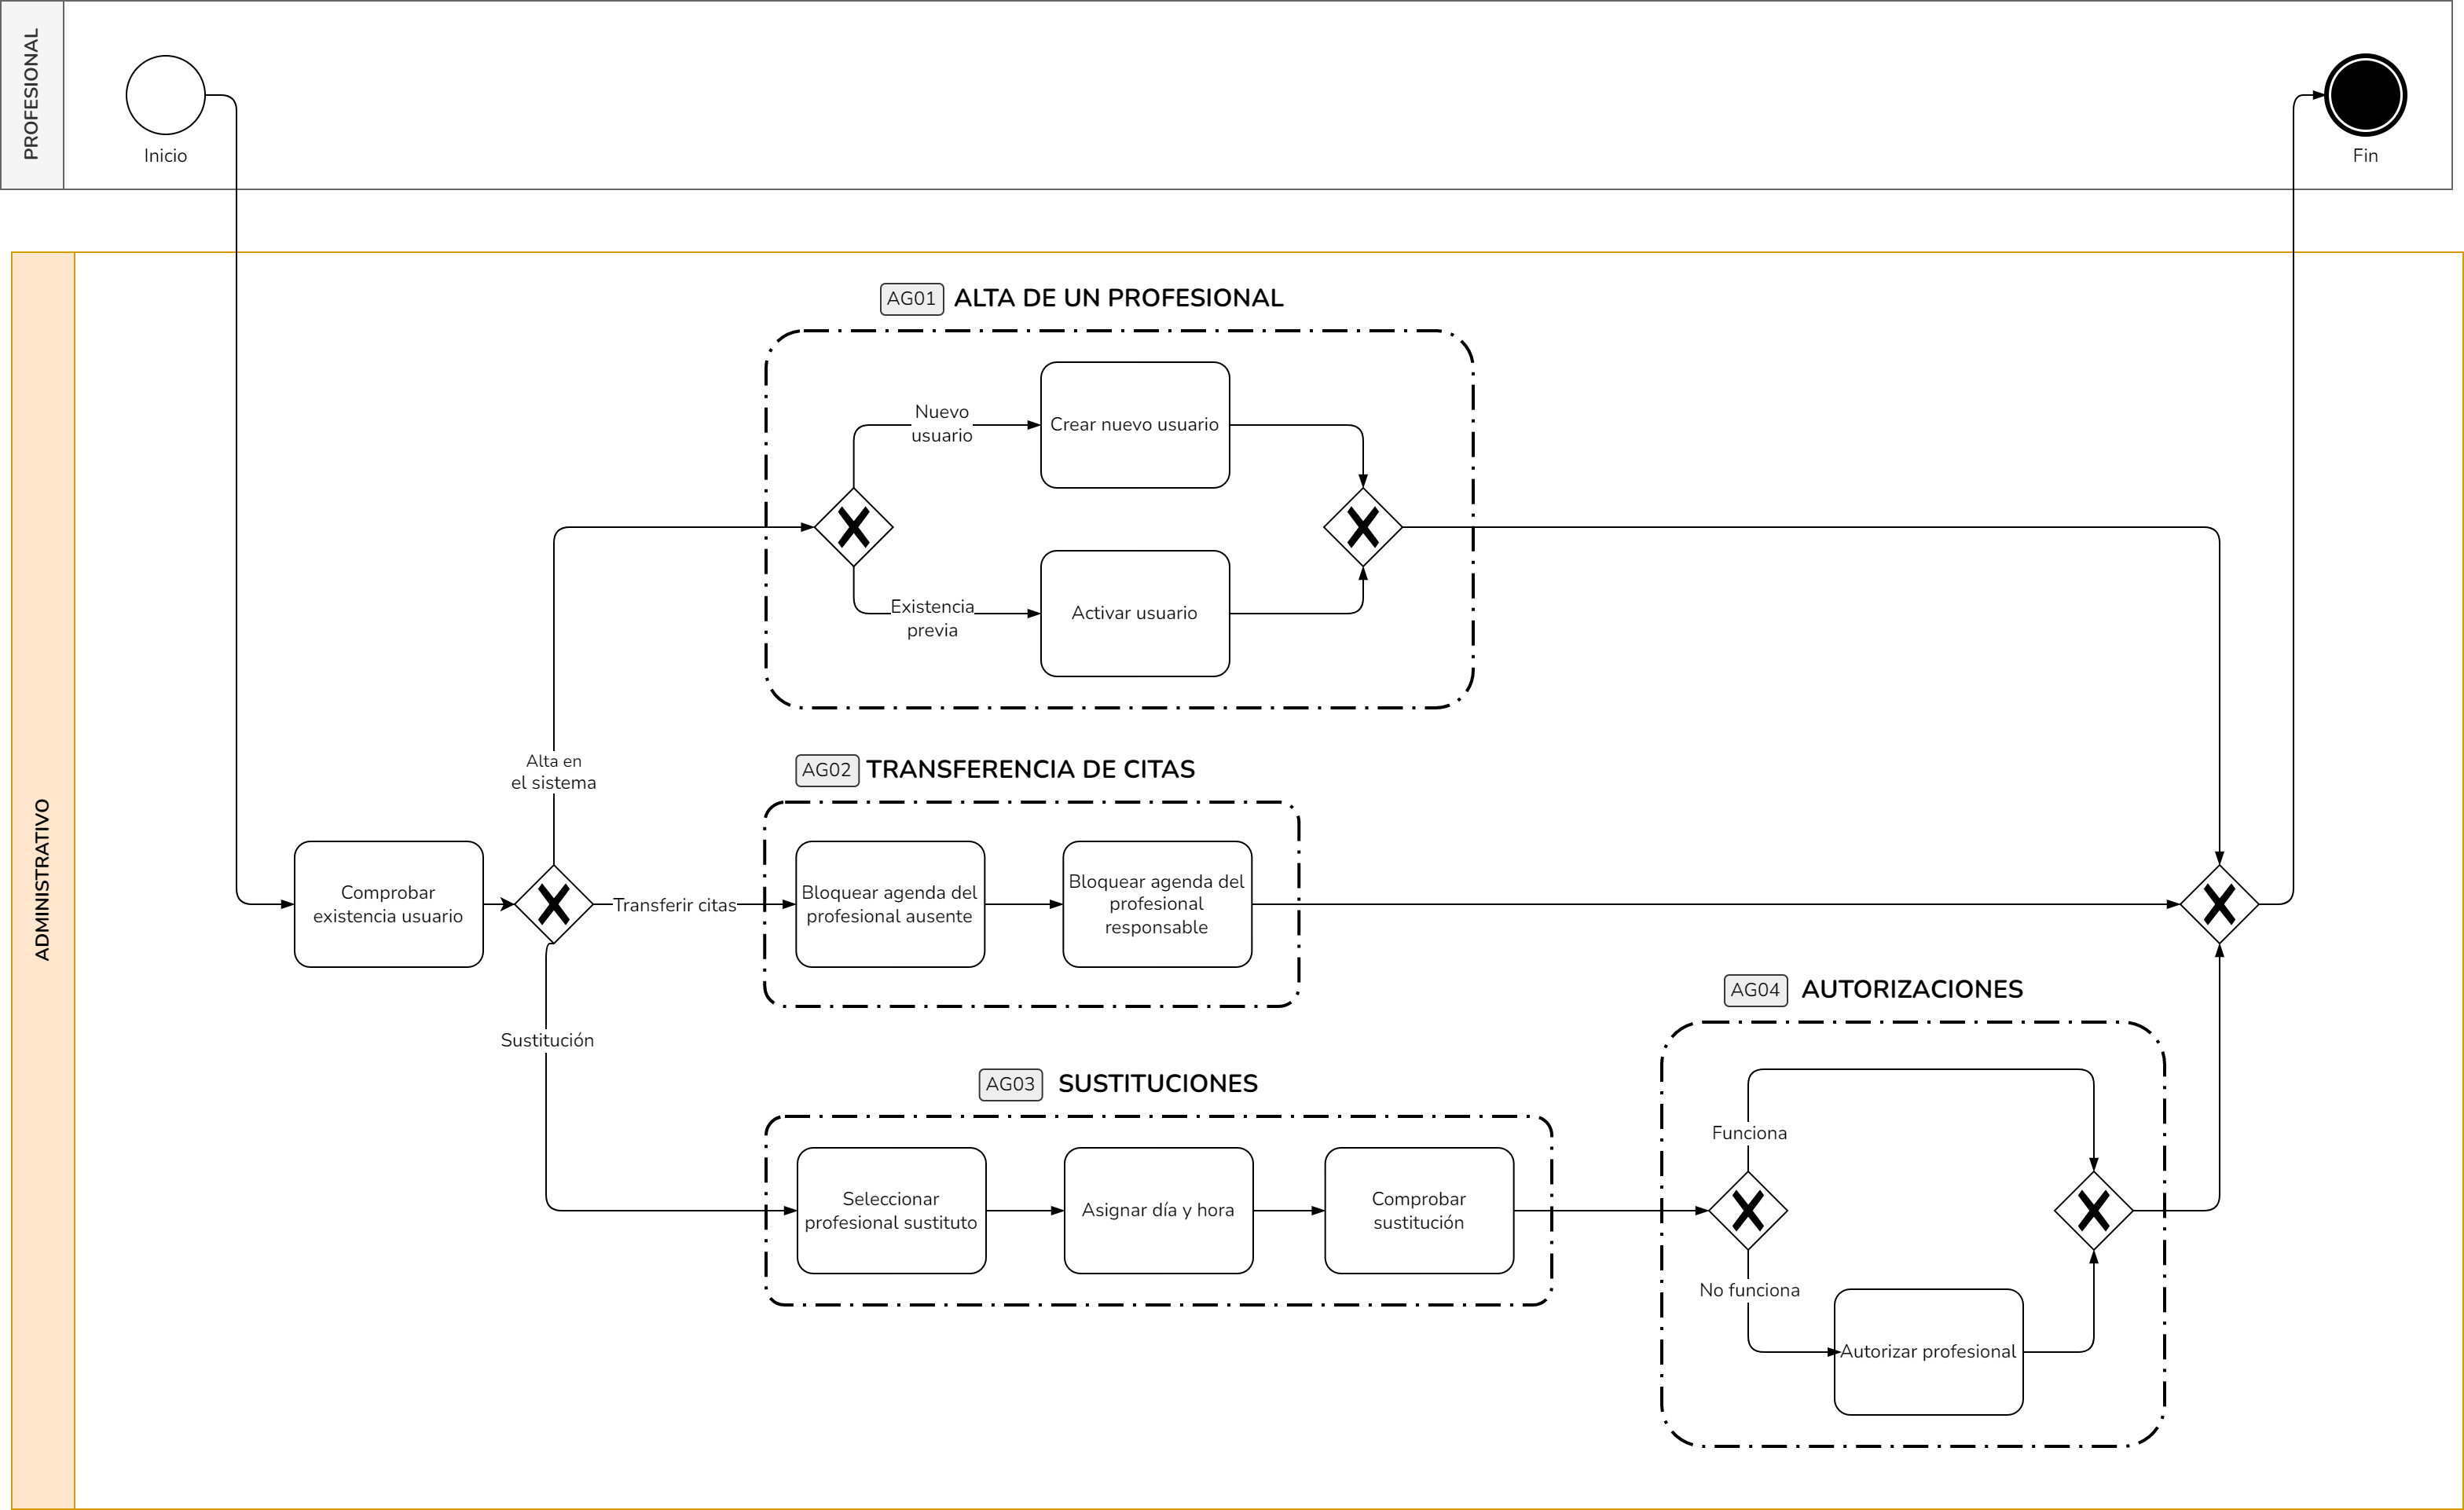 PROFESIONAL
Inicio
Fin
ADMINISTRATIVO
AG01 ALTA DE UN PROFESIONAL
Nuevo
usuario
Crear nuevo usuario
Existencia
previa
Activar usuario
Alta en
el sistema
AG02 TRANSFERENCIA DE CITAS
Comprobar
existencia usuario
Transferir citas
Bloquear agenda del
profesional ausente
Bloquear agenda del
profesional
responsable
Sustitución
AG03 SUSTITUCIONES
Seleccionar
profesional sustituto
Asignar día y hora
Comprobar
sustitución
AG04 AUTORIZACIONES
Funciona
No funciona
Autorizar profesional